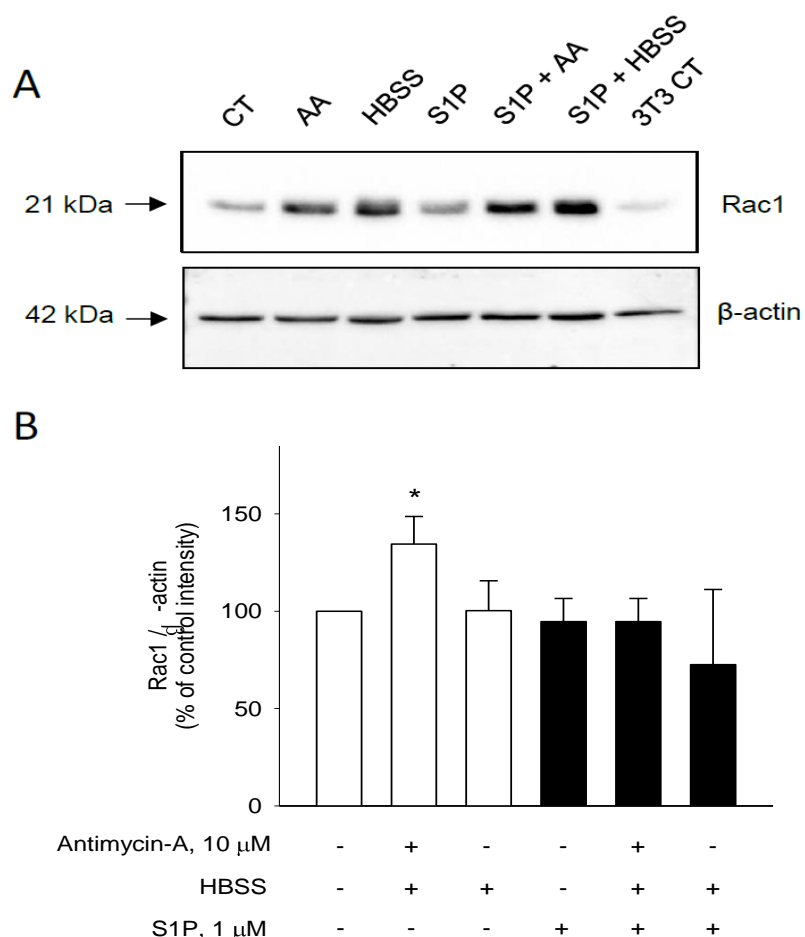 A
CT AA HBSS S1P S1P + AA S1P + HBSS 3T3 CT
21 kDa Rac1
42 kDa β-actin
B
Rac1 / -actin
(% of control intensity)
150
100
50
0
*
Antimycin-A, 10 μM - + - - + -
HBSS - + + - + +
S1P, 1 μM - - - + + +